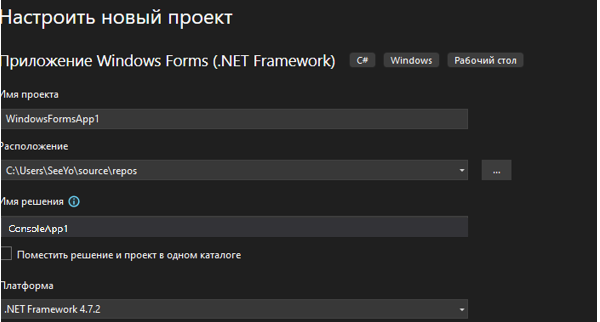 Настроить новый проект
Приложение Windows Forms (.NET Framework) C# Windows Рабочий стол
Имя проекта
WindowsFormsApp1
Расположение
C:\Users\SeeYo\source\repos ...
Имя решения
ConsoleApp1
Поместить решение и проект в одном каталоге
Платформа
.NET Framework 4.7.2